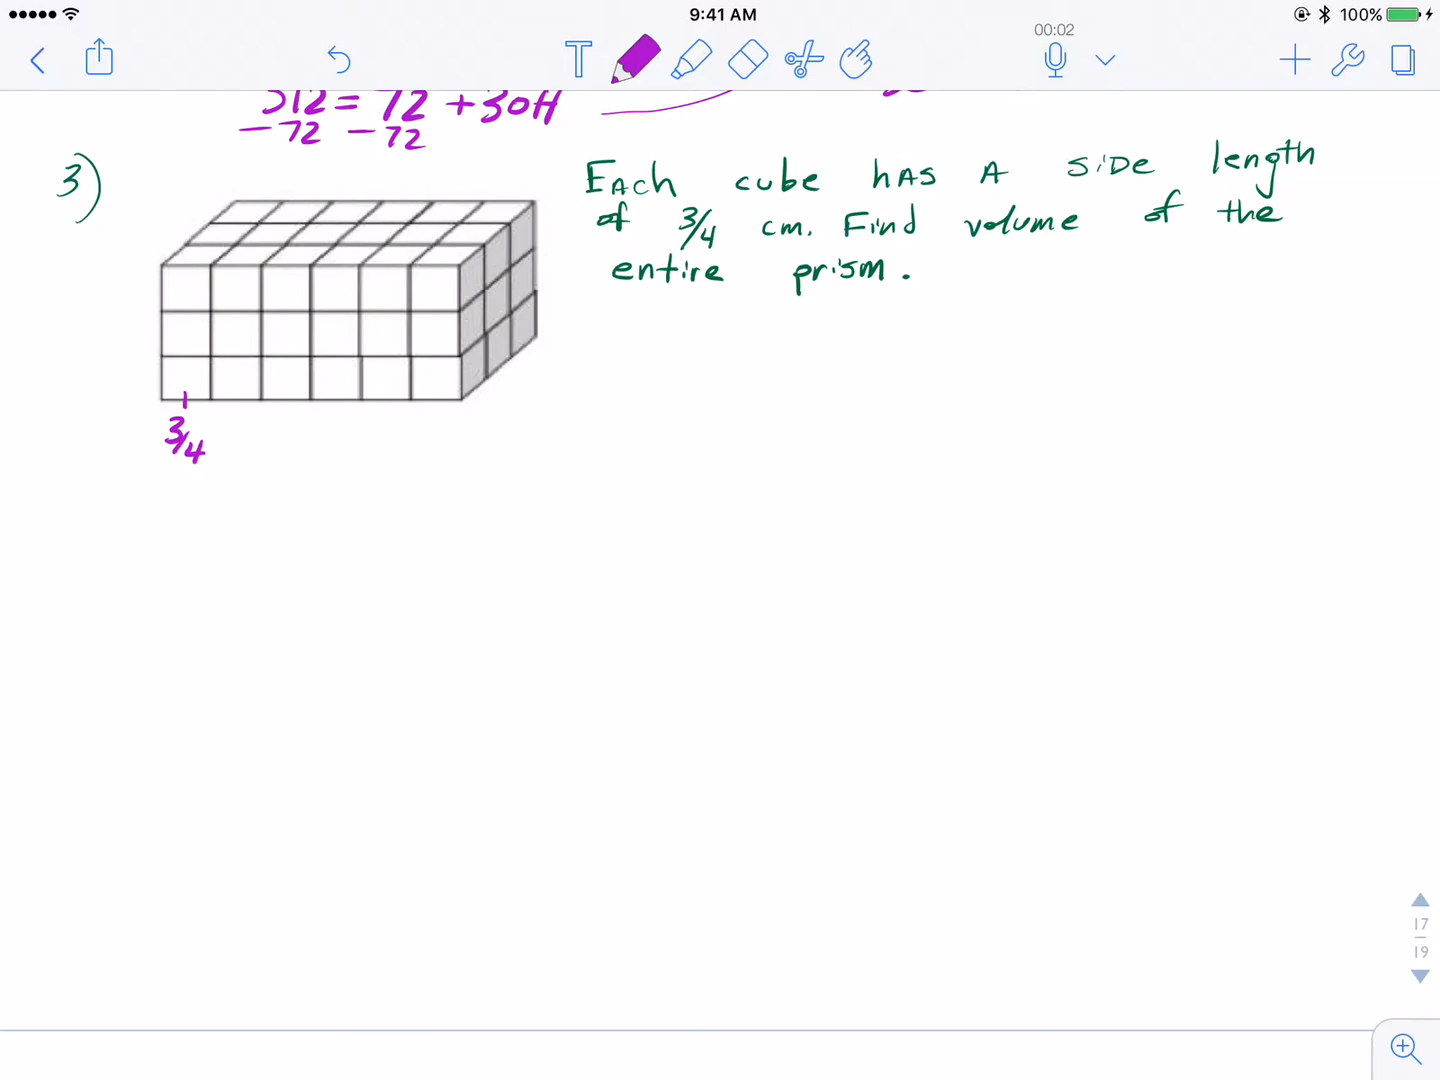 9:41 AM
100%
00:02
T
312 = 72 + 30H
-72 -72
3)
Each cube has a side length
of 3/4 cm. Find volume of the
entire prism.
3/4
17
19